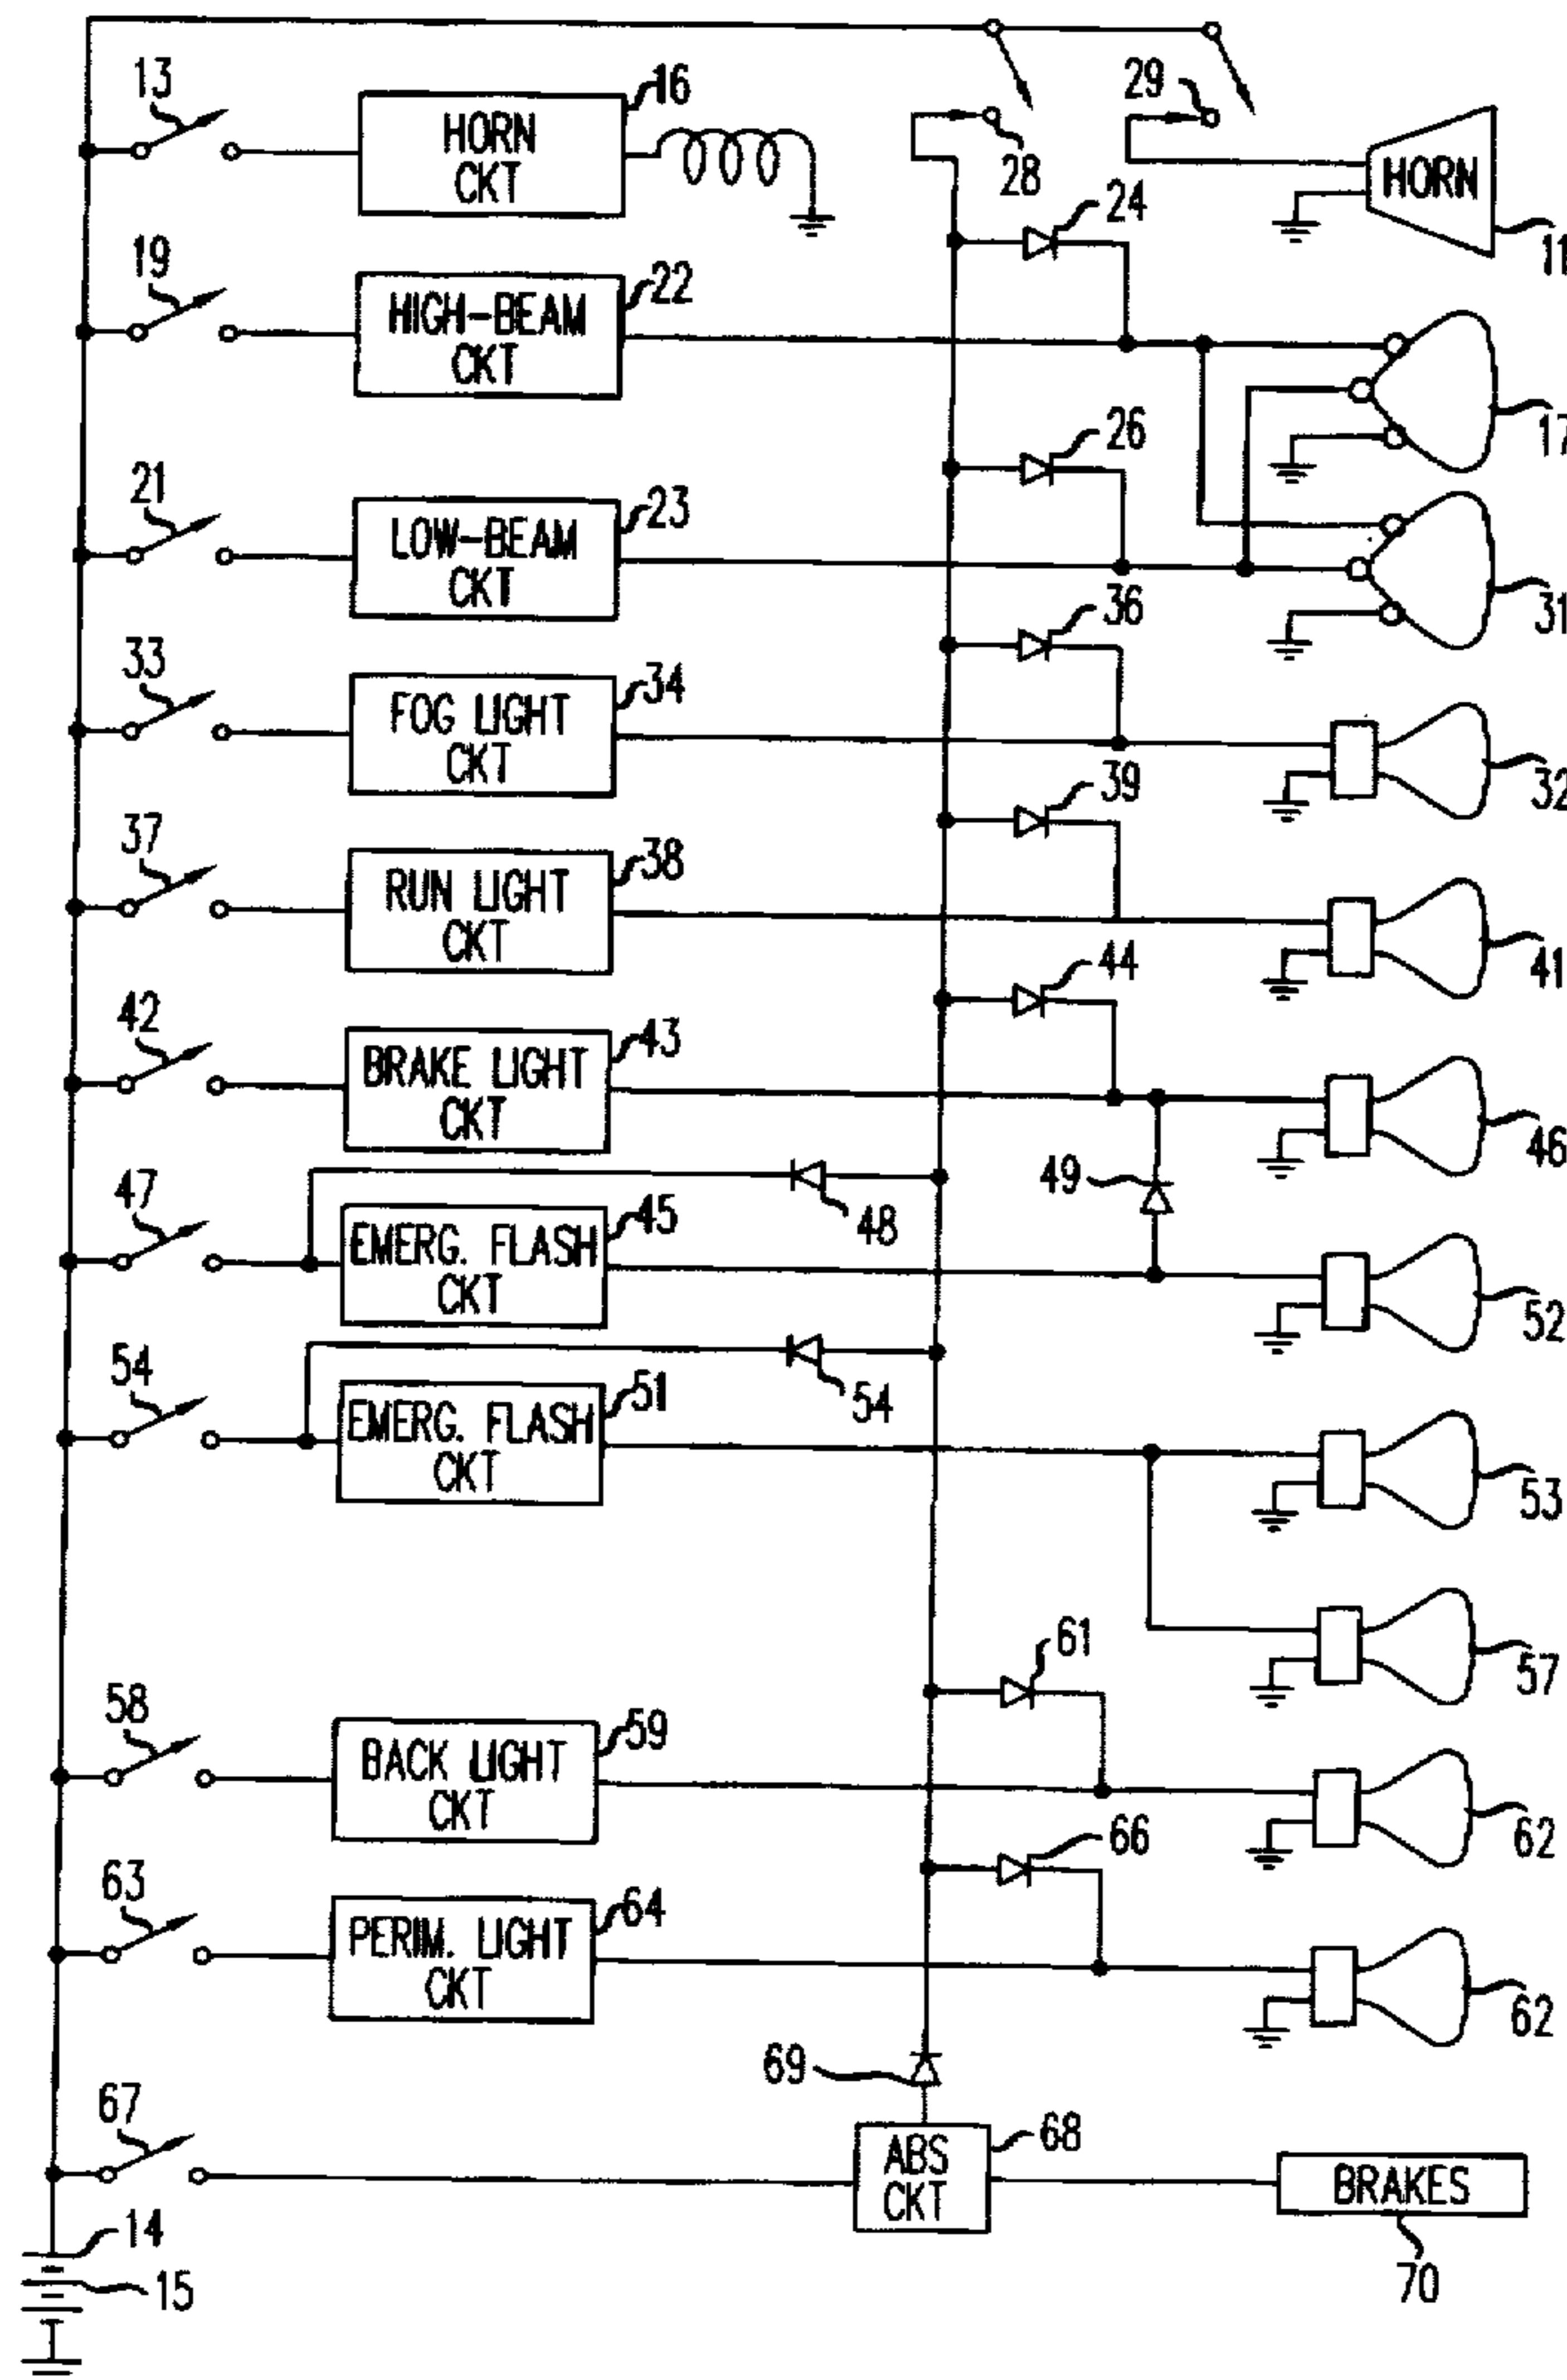 13
16
HORN
CKT
28
29
HORN
11
24
19
22
HIGH-BEAM
CKT
17
26
21
23
LOW-BEAM
CKT
31
36
33
34
FOG LIGHT
CKT
32
39
37
38
RUN LIGHT
CKT
41
44
42
43
BRAKE LIGHT
CKT
46
49
48
47
45
EMERG. FLASH
CKT
52
54
54
51
EMERG. FLASH
CKT
53
57
61
58
59
BACK LIGHT
CKT
62
66
63
64
PERIM. LIGHT
CKT
62
69
67
68
ABS
CKT
BRAKES
70
14
15